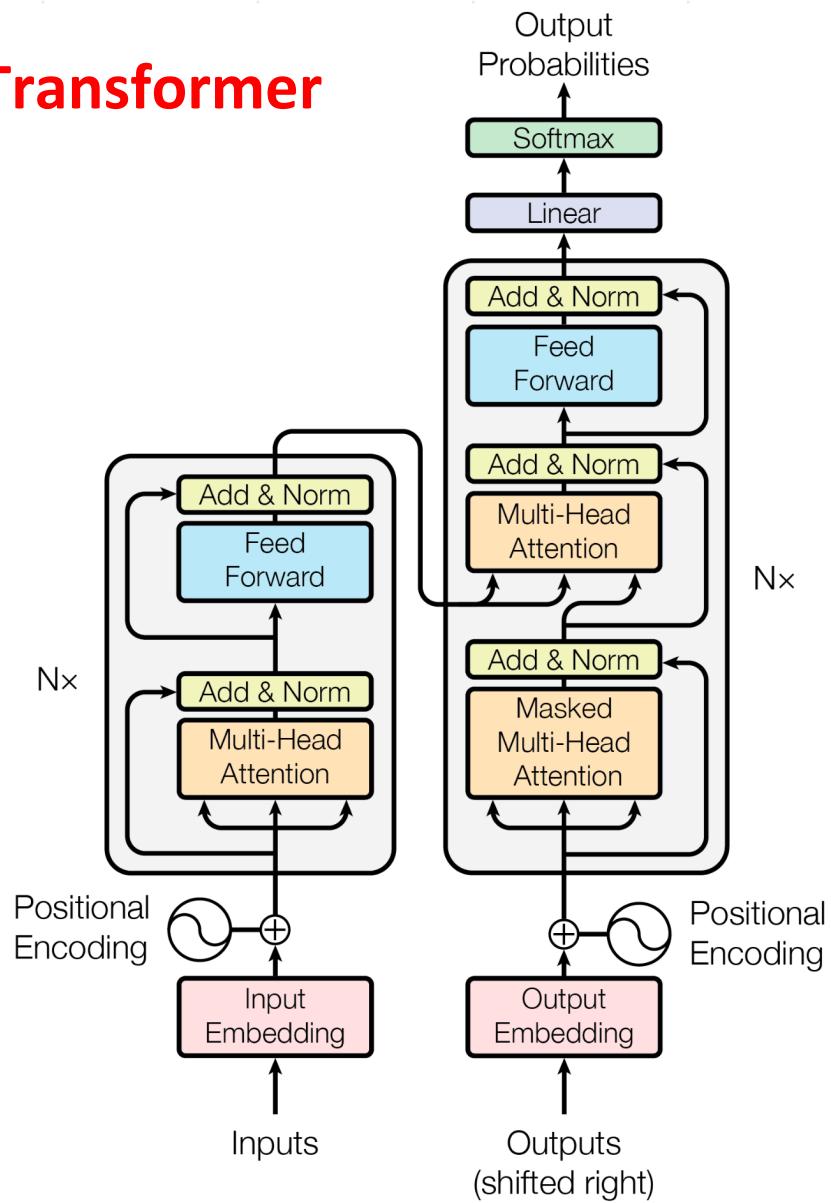 Transformer
Output
Probabilities
Softmax
Linear
Add & Norm
Feed
Forward
Add & Norm
Multi-Head
Attention
Nx
Add & Norm
Masked
Multi-Head
Attention
Positional
Encoding
Output
Embedding
Outputs
(shifted right)
Add & Norm
Feed
Forward
Nx
Add & Norm
Multi-Head
Attention
Positional
Encoding
Input
Embedding
Inputs